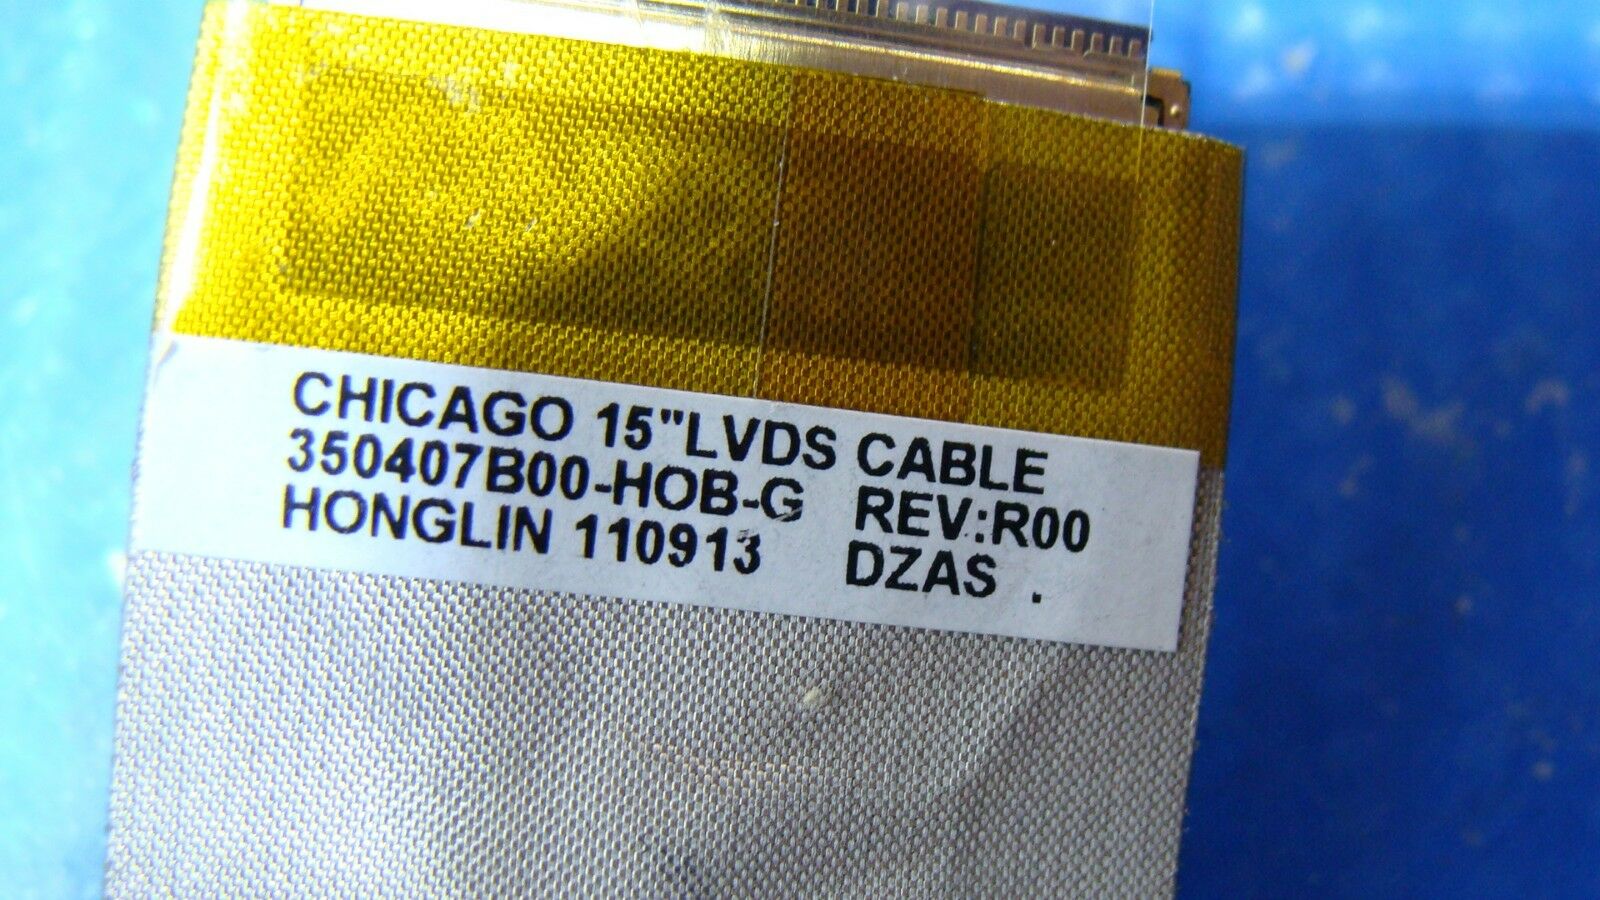 CHICAGO 15"LVDS CABLE
350407B00-HOB-G REV:R00
HONGLIN 110913 DZAS .